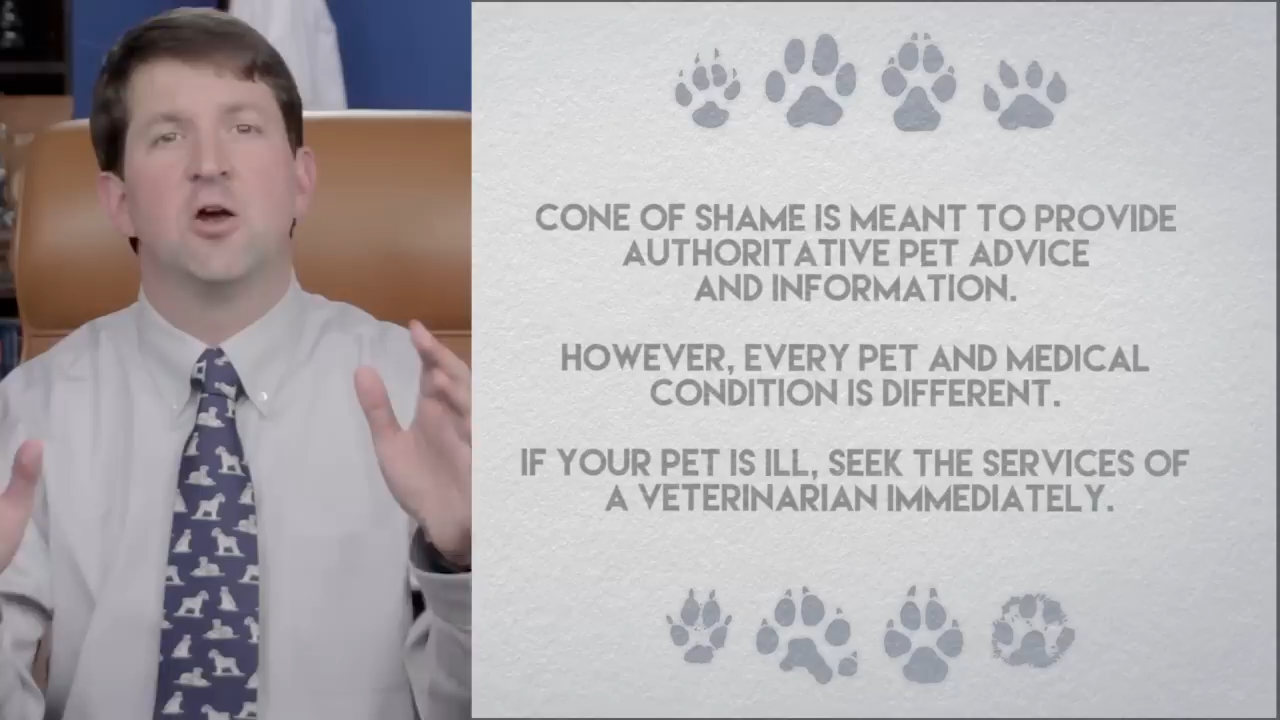 CONE OF SHAME IS MEANT TO PROVIDE
AUTHORITATIVE PET ADVICE
AND INFORMATION.
HOWEVER, EVERY PET AND MEDICAL
CONDITION IS DIFFERENT.
IF YOUR PET IS ILL, SEEK THE SERVICES OF
A VETERINARIAN IMMEDIATELY.